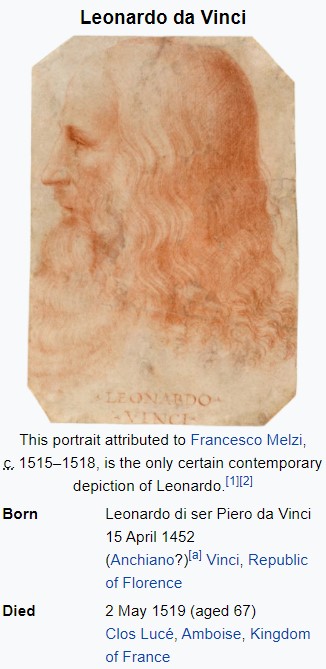 Leonardo da Vinci
LEONARDO
VINCI
This portrait attributed to Francesco Melzi,
c. 1515–1518, is the only certain contemporary
depiction of Leonardo.[1][2]
Born Leonardo di ser Piero da Vinci
15 April 1452
(Anchiano?)[a] Vinci, Republic
of Florence
Died 2 May 1519 (aged 67)
Clos Lucé, Amboise, Kingdom
of France